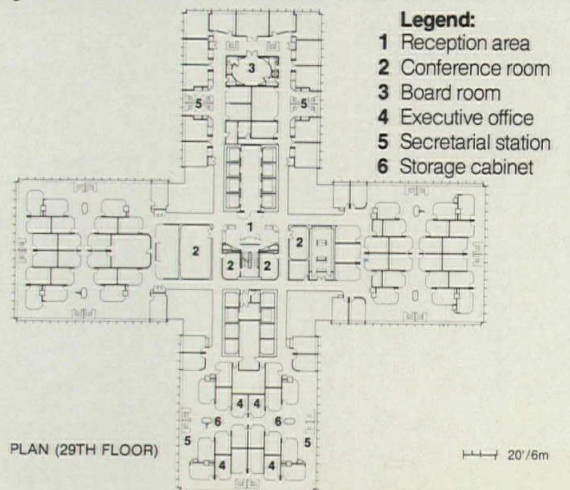 Legend:
1 Reception area
2 Conference room
3 Board room
4 Executive office
5 Secretarial station
6 Storage cabinet
3
5 5
1
2 2
2 2
4 4
6 6
5 5
4 4
PLAN (29TH FLOOR)
20'/6m